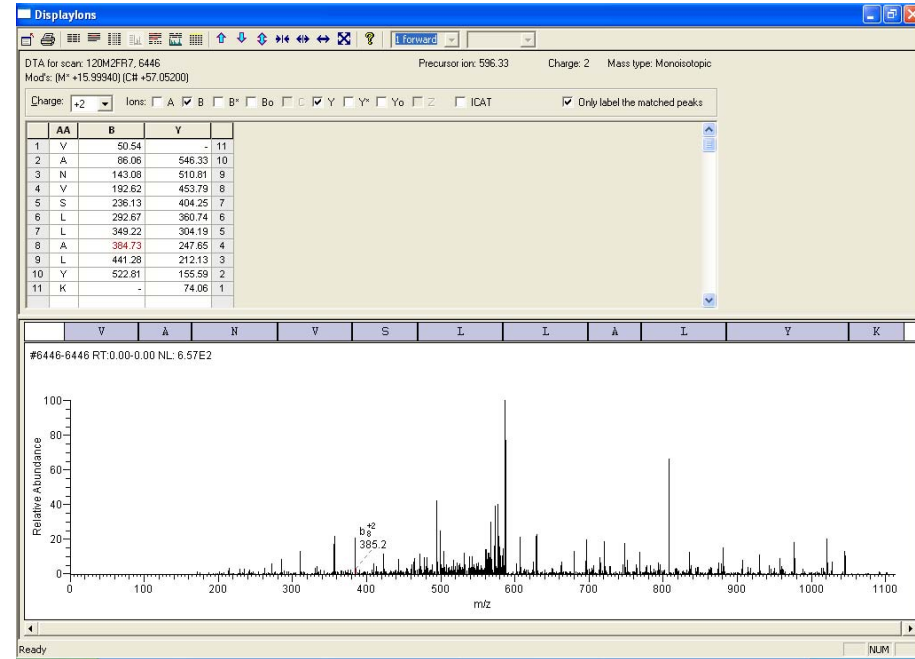 DisplayIons
1 forward
DTA for scan: 120M2FR7, 6446 Precursor ion: 596.33 Charge: 2 Mass type: Monoisotopic
Mod's: (M* +15.99940) (C# +57.05200)
Charge: +2 Ions: A B B* Bo C Y Y* Yo Z ICAT Only label the matched peaks
AA B Y
1 V 50.54 - 11
2 A 86.06 546.33 10
3 N 143.08 510.81 9
4 V 192.62 453.79 8
5 S 236.13 404.25 7
6 L 292.67 360.74 6
7 L 349.22 304.19 5
8 A 384.73 247.65 4
9 L 441.28 212.13 3
10 Y 522.81 155.59 2
11 K - 74.06 1
V A N V S L L A L Y K
#6446-6446 RT:0.00-0.00 NL: 6.57E2
100
80
60
40
20
0
Relative Abundance
b8+2
385.2
0 100 200 300 400 500 600 700 800 900 1000 1100
m/z
Ready NUM